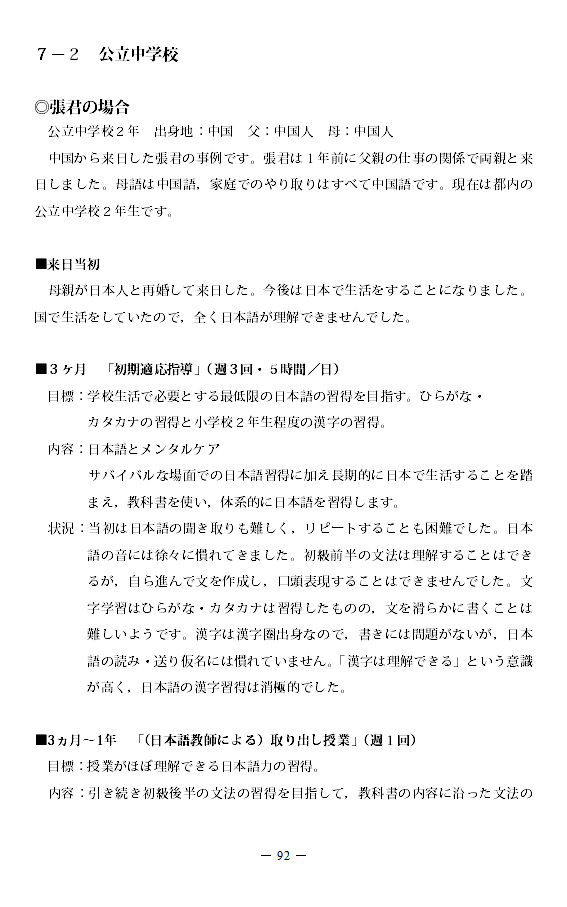 ７－２　公立中学校
◎張君の場合
公立中学校２年　出身地：中国　父：中国人　母：中国人
中国から来日した張君の事例です。張君は１年前に父親の仕事の関係で両親と来
日しました。母語は中国語，家庭でのやり取りはすべて中国語です。現在は都内の
公立中学校２年生です。
■来日当初
母親が日本人と再婚して来日した。今後は日本で生活をすることになりました。
国で生活をしていたので，全く日本語が理解できませんでした。
■３ヶ月　「初期適応指導」（週３回・５時間／日）
目標：学校生活で必要とする最低限の日本語の習得を目指す。ひらがな・
カタカナの習得と小学校２年生程度の漢字の習得。
内容：日本語とメンタルケア
サバイバルな場面での日本語習得に加え長期的に日本で生活することを踏
まえ，教科書を使い，体系的に日本語を習得します。
状況：当初は日本語の聞き取りも難しく，リピートすることも困難でした。日本
語の音には徐々に慣れてきました。初級前半の文法は理解することはでき
るが，自ら進んで文を作成し，口頭表現することはできませんでした。文
字学習はひらがな・カタカナは習得したものの，文を滑らかに書くことは
難しいようです。漢字は漢字圏出身なので，書きには問題がないが，日本
語の読み・送り仮名には慣れていません。「漢字は理解できる」という意識
が高く，日本語の漢字習得は消極的でした。
■3ヵ月～1年　「（日本語教師による）取り出し授業」（週１回）
目標：授業がほぼ理解できる日本語力の習得。
内容：引き続き初級後半の文法の習得を目指して，教科書の内容に沿った文法の
－ 92 －